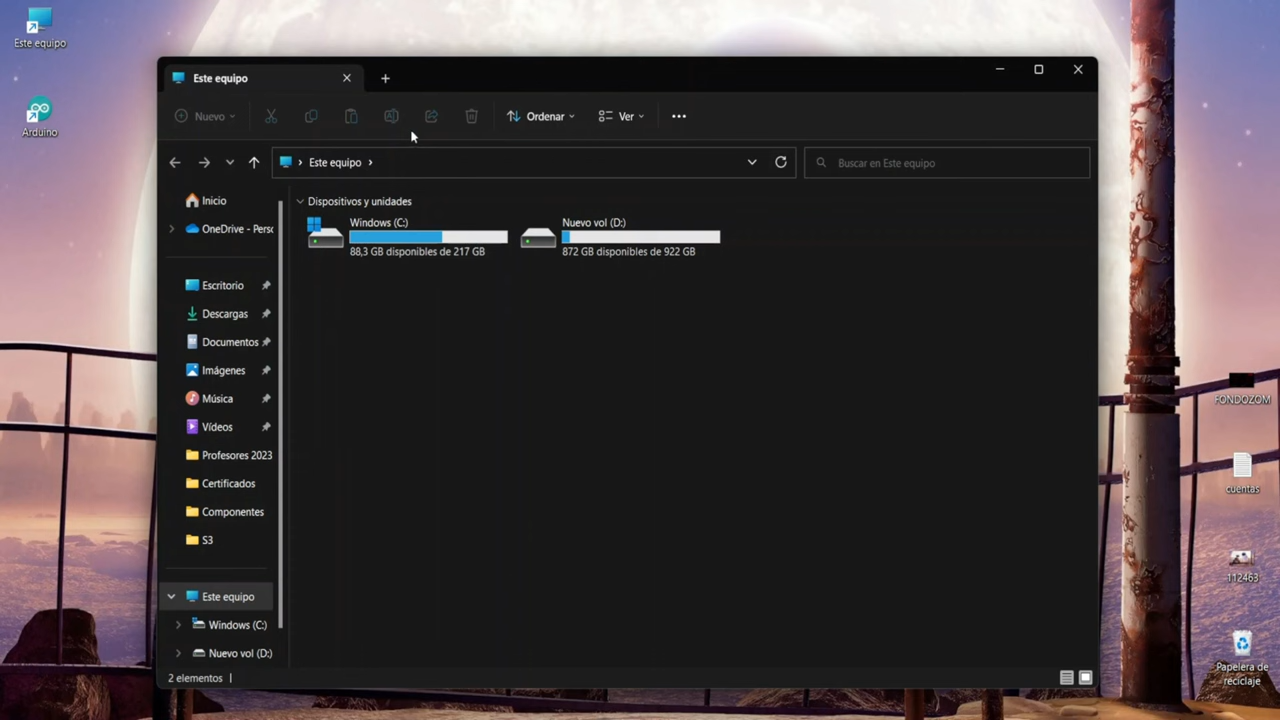 Este equipo
Arduino
Este equipo
Nuevo
Ordenar
Ver
Este equipo
Buscar en Este equipo
Inicio
OneDrive - Perso
Escritorio
Descargas
Documentos
Imágenes
Música
Vídeos
Profesores 2023
Certificados
Componentes
S3
Este equipo
Windows (C:)
Nuevo vol (D:)
Dispositivos y unidades
Windows (C:)
88,3 GB disponibles de 217 GB
Nuevo vol (D:)
872 GB disponibles de 922 GB
2 elementos
FONDOZOM
cuentas
112463
Papelera de
reciclaje